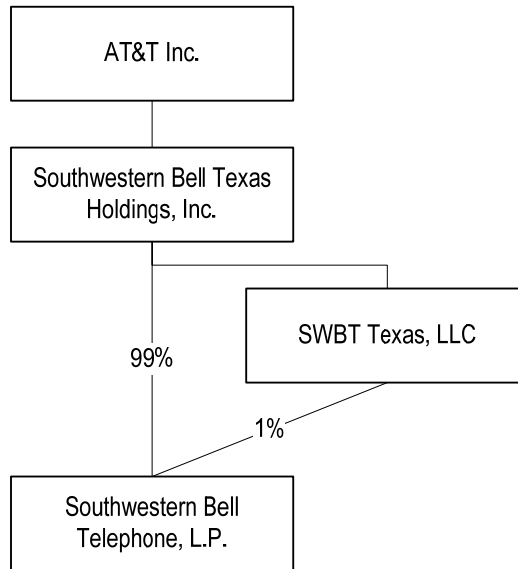 AT&T Inc.
Southwestern Bell Texas
Holdings, Inc.
SWBT Texas, LLC
99%
1%
Southwestern Bell
Telephone, L.P.